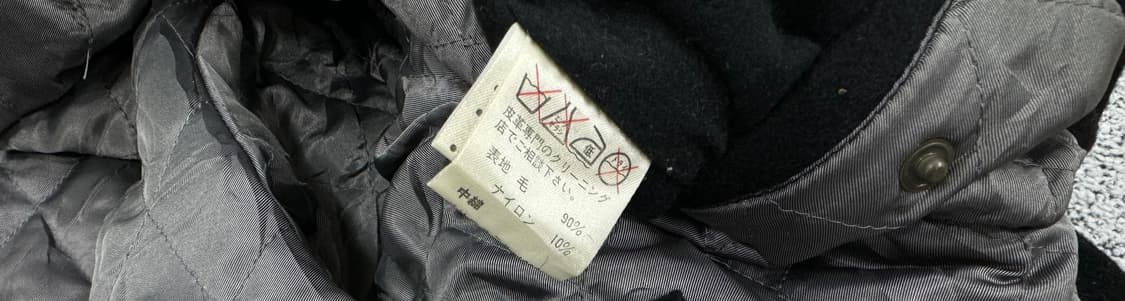 低
皮革専門のクリーニング
店でご相談下さい。
表地 毛 90%
ナイロン 10%
中綿